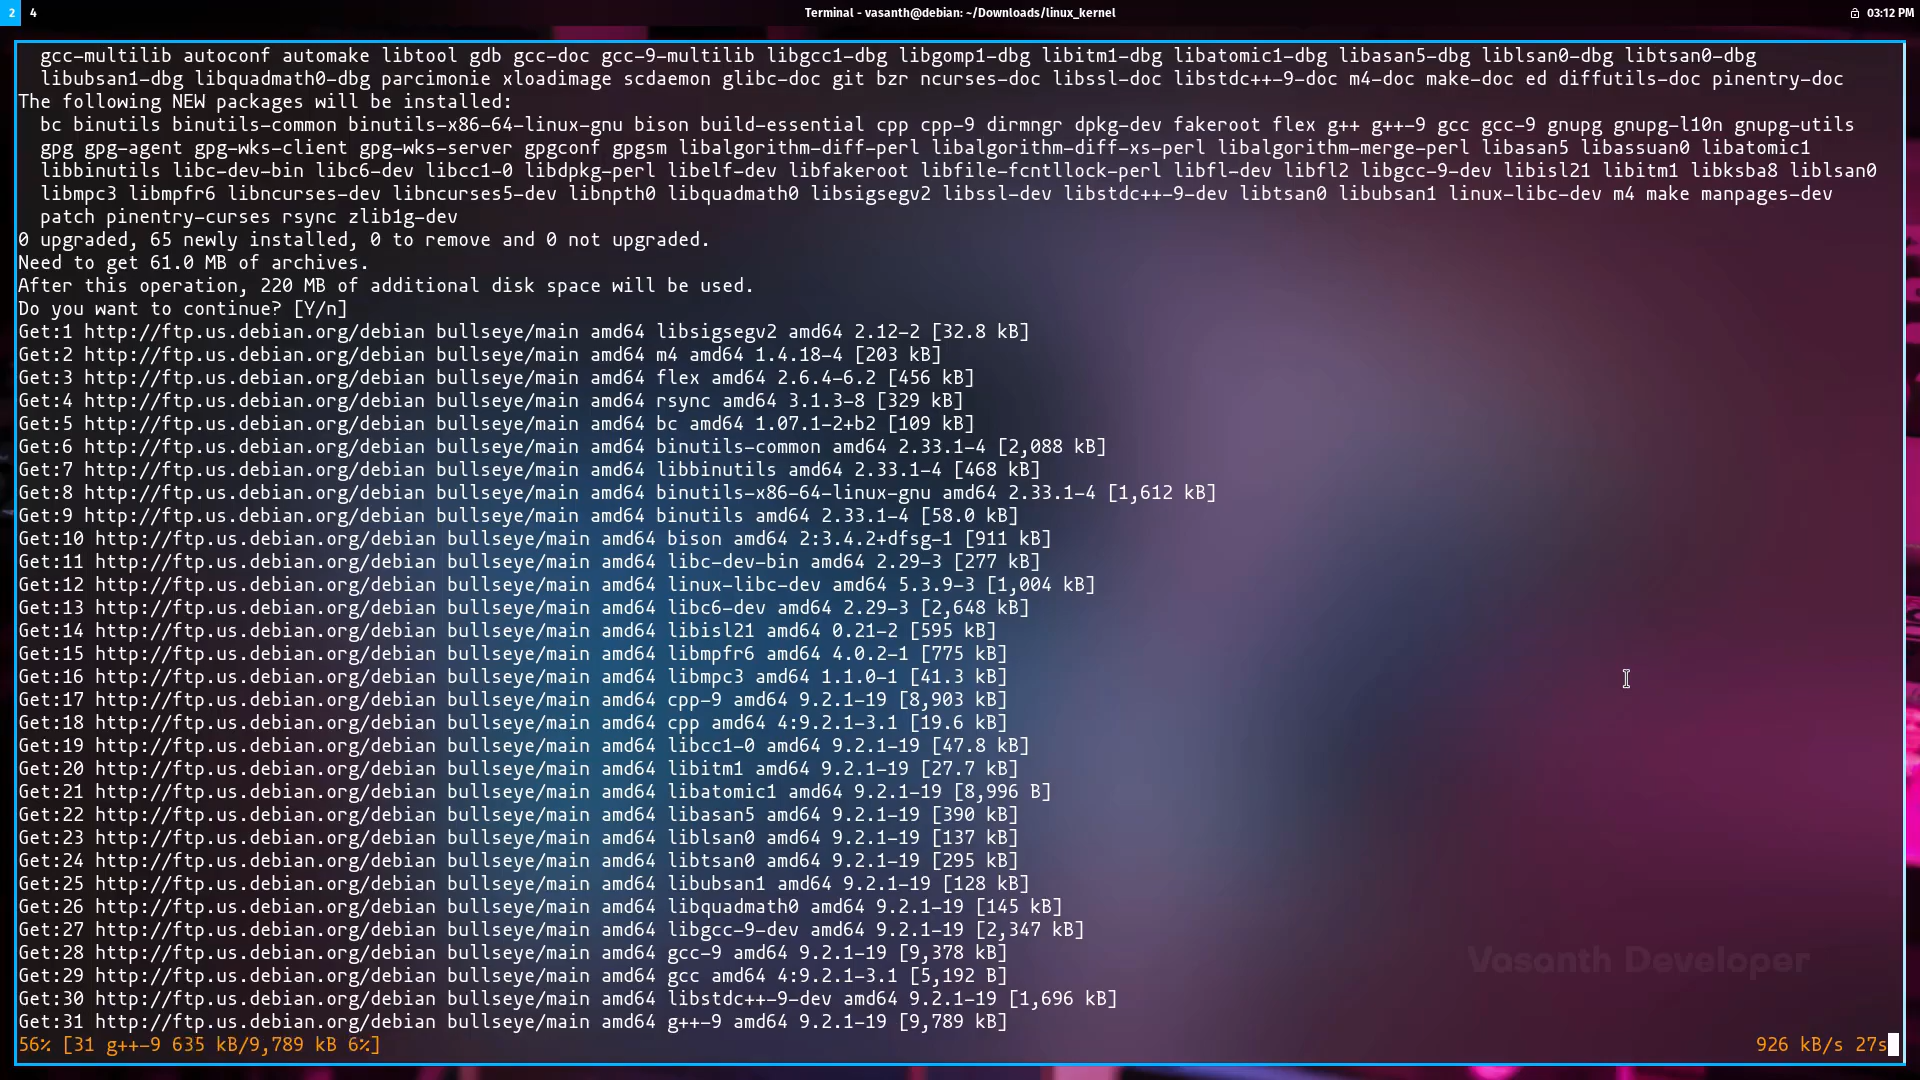 2 4 Terminal - vasanth@debian: ~/Downloads/linux_kernel 03:12 PM
gcc-multilib autoconf automake libtool gdb gcc-doc gcc-9-multilib libgcc1-dbg libgomp1-dbg libitm1-dbg libatomic1-dbg libasan5-dbg liblsan0-dbg libtsan0-dbg
libubsan1-dbg libquadmath0-dbg parcimonie xloadimage scdaemon glibc-doc git bzr ncurses-doc libssl-doc libstdc++-9-doc m4-doc make-doc ed diffutils-doc pinentry-doc
The following NEW packages will be installed:
bc binutils binutils-common binutils-x86-64-linux-gnu bison build-essential cpp cpp-9 dirmngr dpkg-dev fakeroot flex g++ g++-9 gcc gcc-9 gnupg gnupg-l10n gnupg-utils
gpg gpg-agent gpg-wks-client gpg-wks-server gpgconf gpgsm libalgorithm-diff-perl libalgorithm-diff-xs-perl libalgorithm-merge-perl libasan5 libassuan0 libatomic1
libbinutils libc-dev-bin libc6-dev libcc1-0 libdpkg-perl libelf-dev libfakeroot libfile-fcntllock-perl libfl-dev libfl2 libgcc-9-dev libisl21 libitm1 libksba8 liblsan0
libmpc3 libmpfr6 libncurses-dev libncurses5-dev libnpth0 libquadmath0 libsigsegv2 libssl-dev libstdc++-9-dev libtsan0 libubsan1 linux-libc-dev m4 make manpages-dev
patch pinentry-curses rsync zlib1g-dev
0 upgraded, 65 newly installed, 0 to remove and 0 not upgraded.
Need to get 61.0 MB of archives.
After this operation, 220 MB of additional disk space will be used.
Do you want to continue? [Y/n]
Get:1 http://ftp.us.debian.org/debian bullseye/main amd64 libsigsegv2 amd64 2.12-2 [32.8 kB]
Get:2 http://ftp.us.debian.org/debian bullseye/main amd64 m4 amd64 1.4.18-4 [203 kB]
Get:3 http://ftp.us.debian.org/debian bullseye/main amd64 flex amd64 2.6.4-6.2 [456 kB]
Get:4 http://ftp.us.debian.org/debian bullseye/main amd64 rsync amd64 3.1.3-8 [329 kB]
Get:5 http://ftp.us.debian.org/debian bullseye/main amd64 bc amd64 1.07.1-2+b2 [109 kB]
Get:6 http://ftp.us.debian.org/debian bullseye/main amd64 binutils-common amd64 2.33.1-4 [2,088 kB]
Get:7 http://ftp.us.debian.org/debian bullseye/main amd64 libbinutils amd64 2.33.1-4 [468 kB]
Get:8 http://ftp.us.debian.org/debian bullseye/main amd64 binutils-x86-64-linux-gnu amd64 2.33.1-4 [1,612 kB]
Get:9 http://ftp.us.debian.org/debian bullseye/main amd64 binutils amd64 2.33.1-4 [58.0 kB]
Get:10 http://ftp.us.debian.org/debian bullseye/main amd64 bison amd64 2:3.4.2+dfsg-1 [911 kB]
Get:11 http://ftp.us.debian.org/debian bullseye/main amd64 libc-dev-bin amd64 2.29-3 [277 kB]
Get:12 http://ftp.us.debian.org/debian bullseye/main amd64 linux-libc-dev amd64 5.3.9-3 [1,004 kB]
Get:13 http://ftp.us.debian.org/debian bullseye/main amd64 libc6-dev amd64 2.29-3 [2,648 kB]
Get:14 http://ftp.us.debian.org/debian bullseye/main amd64 libisl21 amd64 0.21-2 [595 kB]
Get:15 http://ftp.us.debian.org/debian bullseye/main amd64 libmpfr6 amd64 4.0.2-1 [775 kB]
Get:16 http://ftp.us.debian.org/debian bullseye/main amd64 libmpc3 amd64 1.1.0-1 [41.3 kB]
Get:17 http://ftp.us.debian.org/debian bullseye/main amd64 cpp-9 amd64 9.2.1-19 [8,903 kB]
Get:18 http://ftp.us.debian.org/debian bullseye/main amd64 cpp amd64 4:9.2.1-3.1 [19.6 kB]
Get:19 http://ftp.us.debian.org/debian bullseye/main amd64 libcc1-0 amd64 9.2.1-19 [47.8 kB]
Get:20 http://ftp.us.debian.org/debian bullseye/main amd64 libitm1 amd64 9.2.1-19 [27.7 kB]
Get:21 http://ftp.us.debian.org/debian bullseye/main amd64 libatomic1 amd64 9.2.1-19 [8,996 B]
Get:22 http://ftp.us.debian.org/debian bullseye/main amd64 libasan5 amd64 9.2.1-19 [390 kB]
Get:23 http://ftp.us.debian.org/debian bullseye/main amd64 liblsan0 amd64 9.2.1-19 [137 kB]
Get:24 http://ftp.us.debian.org/debian bullseye/main amd64 libtsan0 amd64 9.2.1-19 [295 kB]
Get:25 http://ftp.us.debian.org/debian bullseye/main amd64 libubsan1 amd64 9.2.1-19 [128 kB]
Get:26 http://ftp.us.debian.org/debian bullseye/main amd64 libquadmath0 amd64 9.2.1-19 [145 kB]
Get:27 http://ftp.us.debian.org/debian bullseye/main amd64 libgcc-9-dev amd64 9.2.1-19 [2,347 kB]
Get:28 http://ftp.us.debian.org/debian bullseye/main amd64 gcc-9 amd64 9.2.1-19 [9,378 kB]
Get:29 http://ftp.us.debian.org/debian bullseye/main amd64 gcc amd64 4:9.2.1-3.1 [5,192 B]
Get:30 http://ftp.us.debian.org/debian bullseye/main amd64 libstdc++-9-dev amd64 9.2.1-19 [1,696 kB]
Get:31 http://ftp.us.debian.org/debian bullseye/main amd64 g++-9 amd64 9.2.1-19 [9,789 kB]
56% [31 g++-9 635 kB/9,789 kB 6%] 926 kB/s 27s
Vasanth Developer